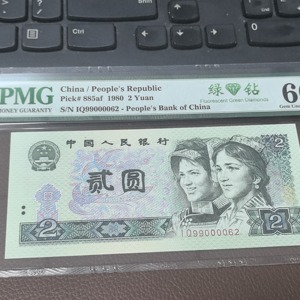 PMG
MONEY GUARANTY
China / People's Republic
Pick# 885af 1980 2 Yuan
S/N IQ99000062 - People's Bank of China
绿 钻
Fluorescent Green Diamonds
中国人民银行
贰圆
2
2
2
IQ99000062